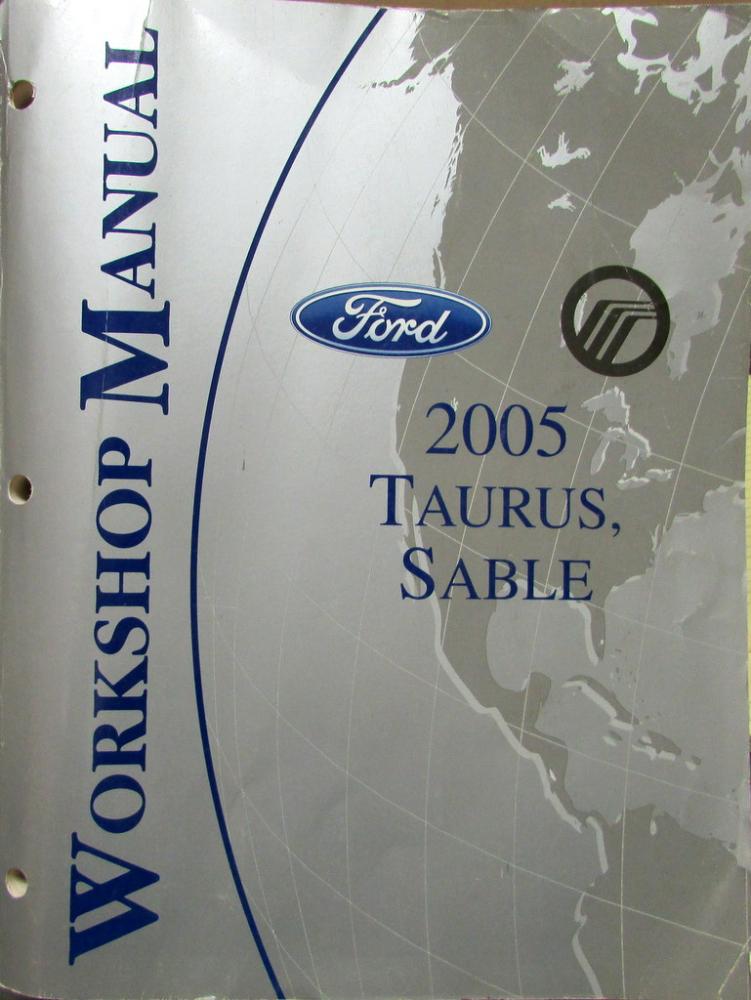 WORKSHOP MANUAL
Ford
2005
TAURUS,
SABLE